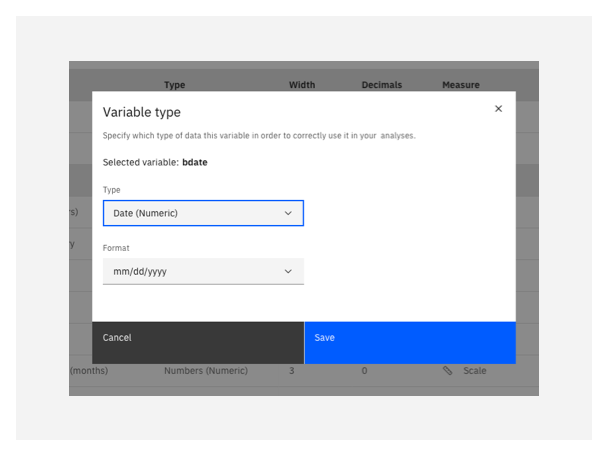 Type Width Decimals Measure
Variable type
Specify which type of data this variable in order to correctly use it in your analyses.
Selected variable: bdate
Type
rs)
Date (Numeric)
ry
Format
mm/dd/yyyy
Cancel Save
(months) Numbers (Numeric) 3 0 Scale